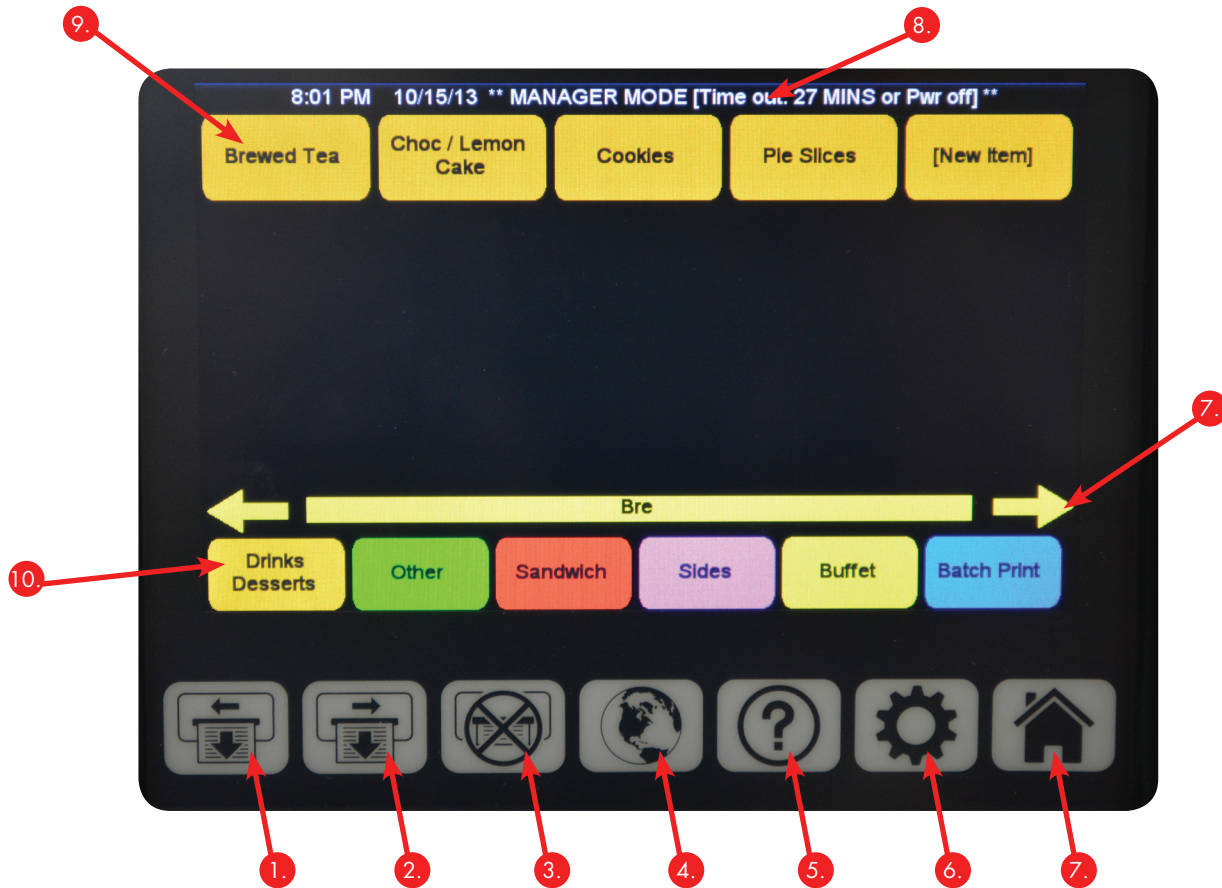 9.
8.
8:01 PM 10/15/13 ** MANAGER MODE [Time out: 27 MINS or Pwr off] **
Brewed Tea
Choc / Lemon
Cake
Cookies
Pie Slices
[New Item]
7.
Bre
10.
Drinks
Desserts
Other
Sandwich
Sides
Buffet
Batch Print
?
1.
2.
3.
4.
5.
6.
7.